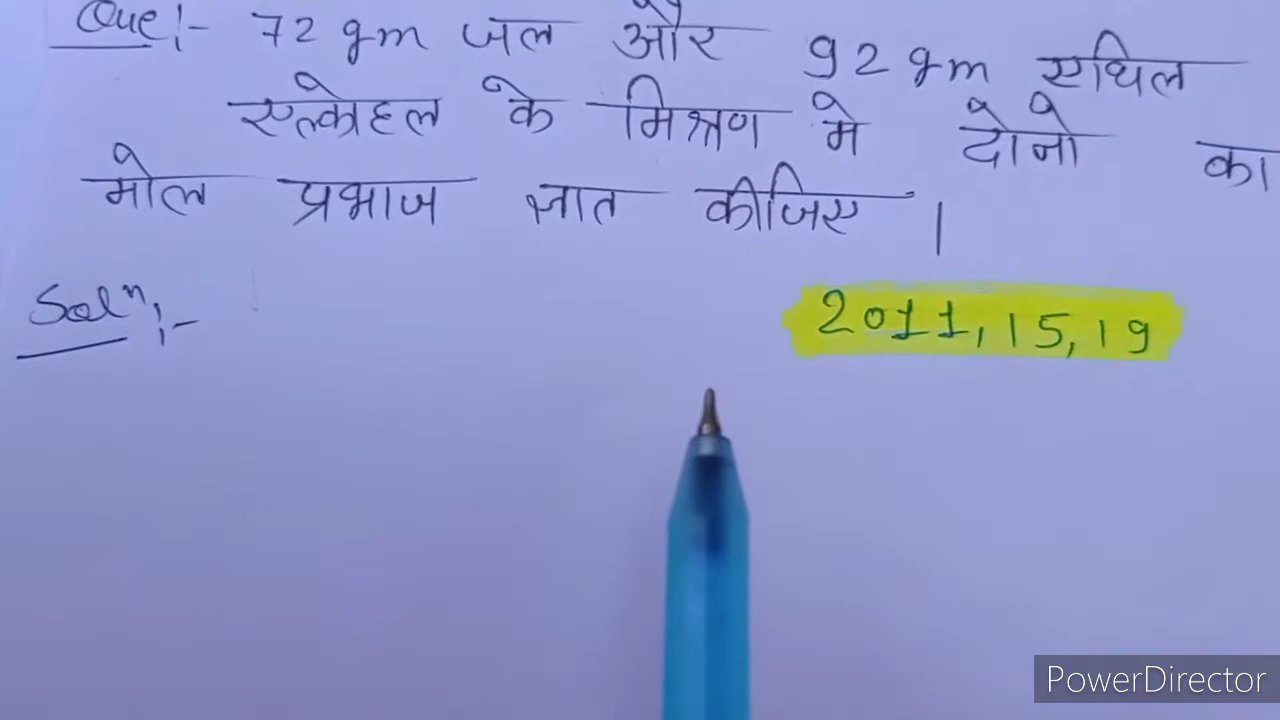 Que:- 72 gm जल और 92 gm एथिल
एल्कोहल के मिश्रण मे दोनो का
मोल प्रभाज ज्ञात कीजिए ।
Solⁿ:-
2011, 15, 19
PowerDirector